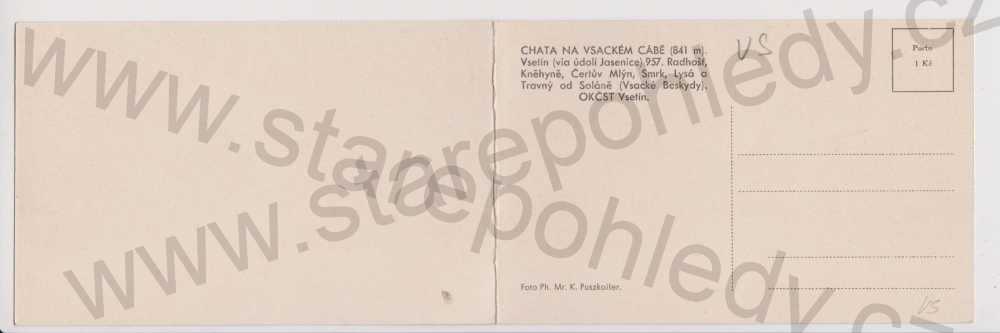 CHATA NA VSACKÉM CÁBĚ (841 m).
Vsetín (via údolí Jasenice) 957. Radhošť,
Kněhyně, Čertův Mlýn, Smrk, Lysá a
Travný od Soláně (Vsacké Beskydy).
OKČST Vsetín.
VS
Porto
1 Kč
Foto Ph. Mr. K. Puszkailer.
VS
www.starepohledy.cz
www.starepohledy.cz